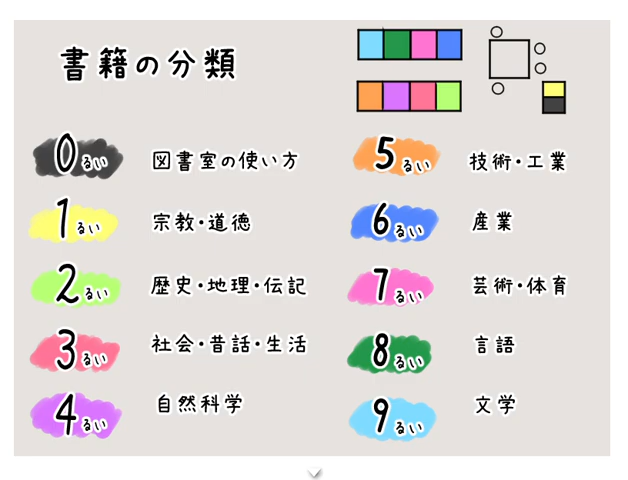 書籍の分類
0るい 図書室の使い方
1るい 宗教・道徳
2るい 歴史・地理・伝記
3るい 社会・昔話・生活
4るい 自然科学
5るい 技術・工業
6るい 産業
7るい 芸術・体育
8るい 言語
9るい 文学